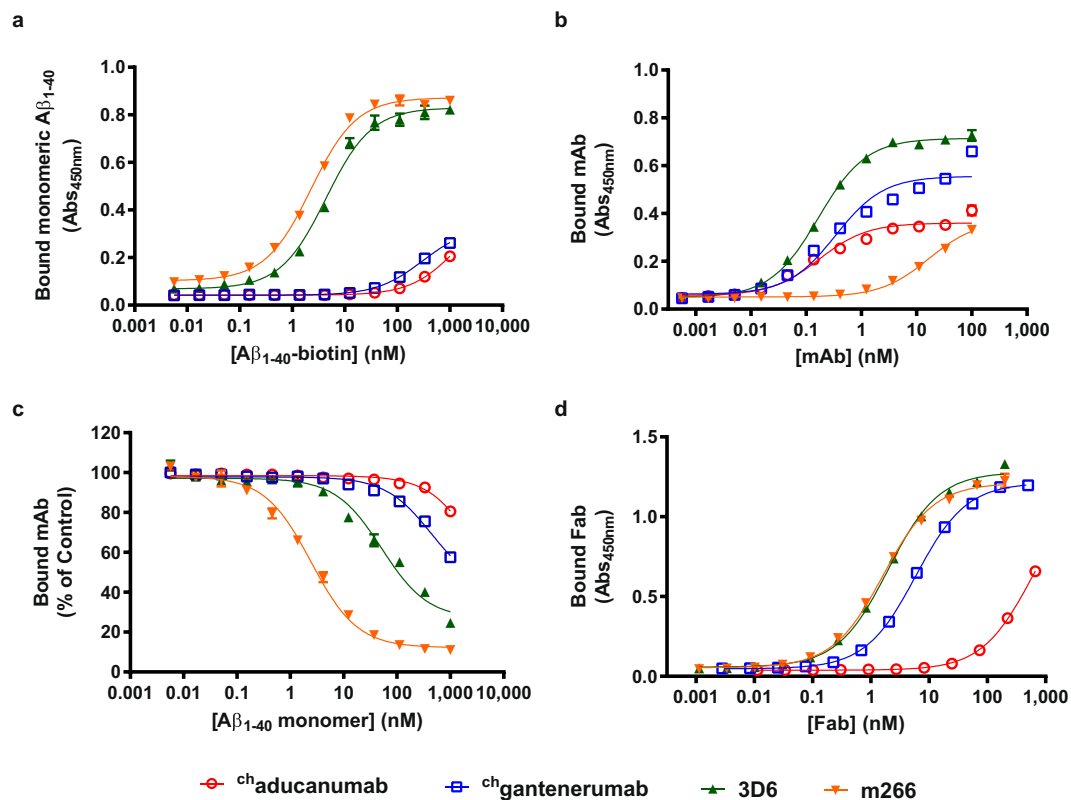 a
Bound monomeric Aβ1-40
(Abs450nm)
1.0
0.8
0.6
0.4
0.2
0.0
0.001 0.01 0.1 1 10 100 1,000 10,000
[Aβ1-40-biotin] (nM)
b
Bound mAb
(Abs450nm)
1.0
0.8
0.6
0.4
0.2
0.0
0.001 0.01 0.1 1 10 100 1,000
[mAb] (nM)
c
Bound mAb
(% of Control)
120
100
80
60
40
20
0
0.001 0.01 0.1 1 10 100 1,000 10,000
[Aβ1-40 monomer] (nM)
d
Bound Fab
(Abs450nm)
1.5
1.0
0.5
0.0
0.001 0.01 0.1 1 10 100 1,000
[Fab] (nM)
chaducanumab chgantenerumab 3D6 m266